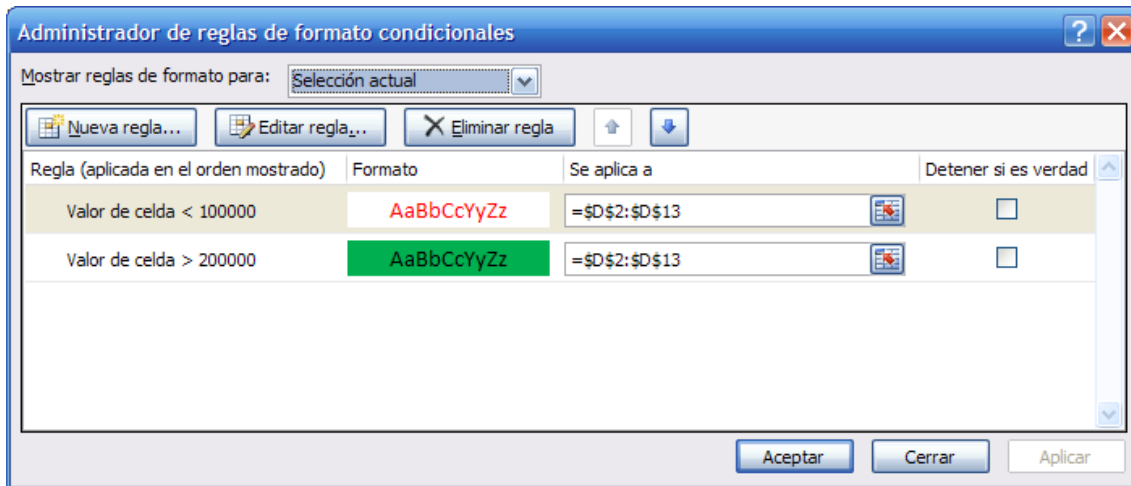 Administrador de reglas de formato condicionales
Mostrar reglas de formato para: Selección actual
Nueva regla... Editar regla... Eliminar regla
Regla (aplicada en el orden mostrado) Formato Se aplica a Detener si es verdad
Valor de celda < 100000 AaBbCcYyZz =$D$2:$D$13
Valor de celda > 200000 AaBbCcYyZz =$D$2:$D$13
Aceptar Cerrar Aplicar